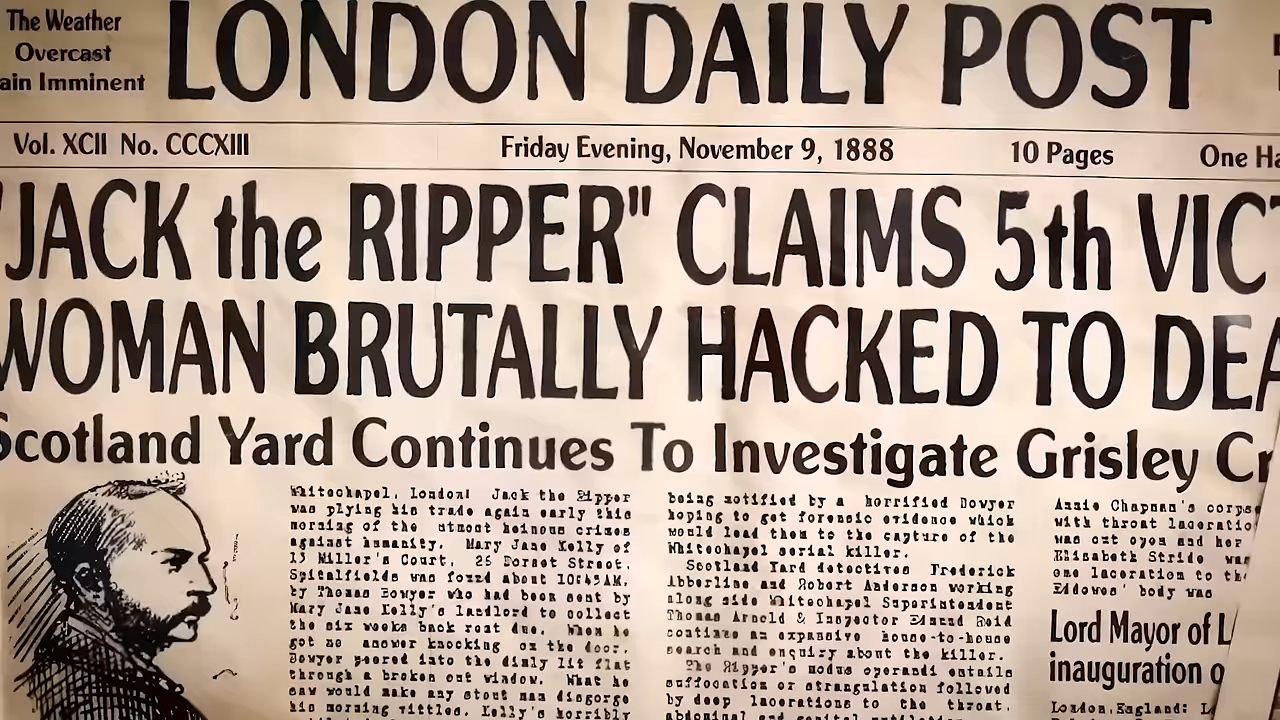 The Weather
Overcast
ain Imminent
LONDON DAILY POST
Vol. XCII No. CCCXIII
Friday Evening, November 9, 1888
10 Pages
One Ha
"JACK the RIPPER" CLAIMS 5th VICT
WOMAN BRUTALLY HACKED TO DEA
Scotland Yard Continues To Investigate Grisley Cr
Whitechapel, London! Jack the Ripper
was plying his trade again early this
morning of the utmost heinous crimes
against humanity. Mary Jane Kelly of
13 Miller's Court, 26 Dorset Street,
Spitalfields was found about 10:45AM,
by Thomas Bowyer who had been sent by
Mary Jane Kelly's landlord to collect
the six weeks back rent due. When he
got no answer knocking on the door,
Bowyer peered into the dimly lit flat
through a broken out window. What he
saw would make any stout man disgorge
his morning vittles. Kelly's horribly
being notified by a horrified Bowyer
hoping to get forensic evidence which
would lead them to the capture of the
Whitechapel serial killer.
Scotland Yard detectives Frederick
Abberline and Robert Anderson working
along side Whitechapel Superintendent
Thomas Arnold & Inspector Edmund Reid
continue an expansive house-to-house
search and enquiry about the killer.
The Ripper's modus operandi entails
suffocation or strangulation followed
by deep lacerations to the throat,
abdominal and genital mutilation
Annie Chapman's corpse
with throat laceratio
was cut open and her
Elisabeth Stride was
one laceration to the
Eddowes' body was
Lord Mayor of L
inauguration o
London, England: L